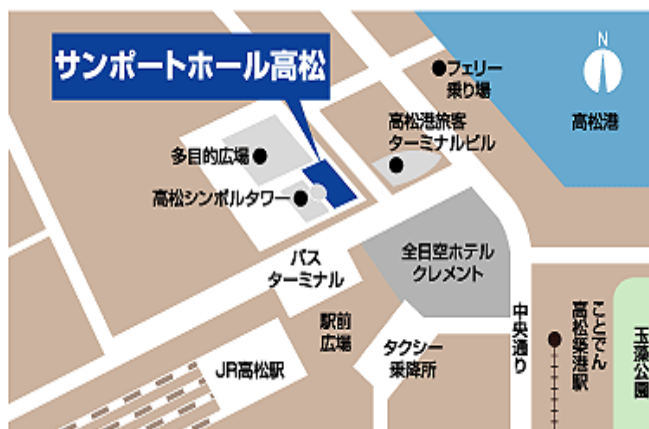 サンポートホール高松
N
フェリー
乗り場
高松港
高松港旅客
ターミナルビル
多目的広場
高松シンボルタワー
バス
ターミナル
全日空ホテル
クレメント
駅前
広場
タクシー
乗降所
JR高松駅
中央通り
ことでん
高松築港駅
玉藻公園